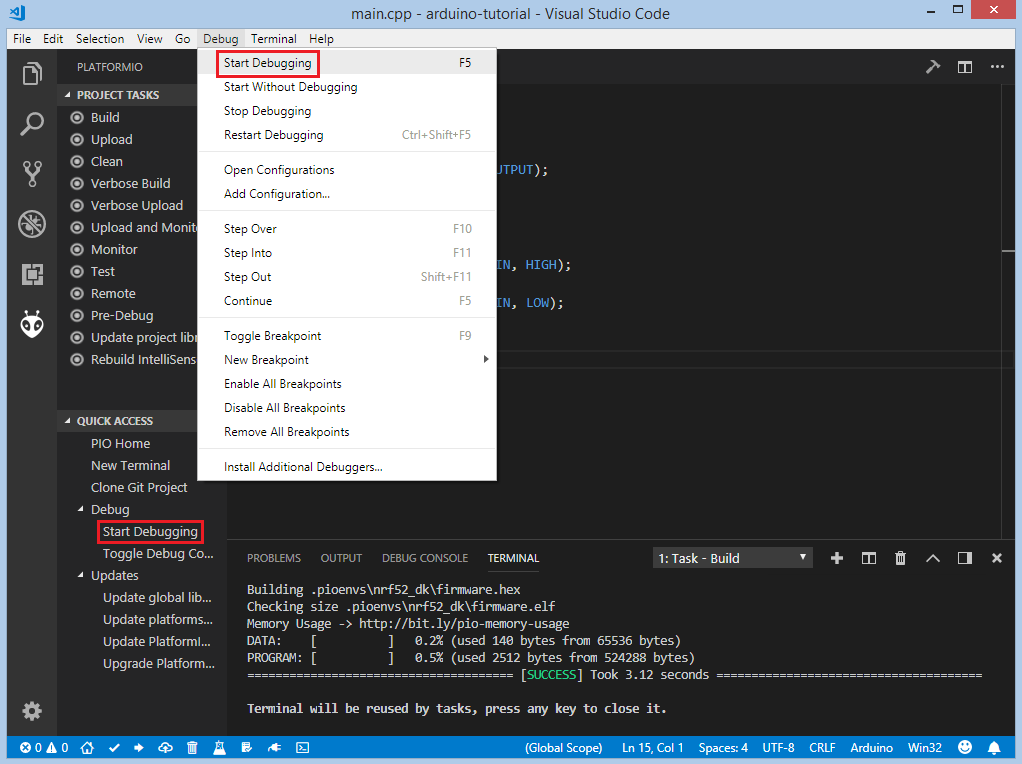 main.cpp - arduino-tutorial - Visual Studio Code
File Edit Selection View Go Debug Terminal Help
PLATFORMIO
PROJECT TASKS
Build
Upload
Clean
Verbose Build
Verbose Upload
Upload and Monit
Monitor
Test
Remote
Pre-Debug
Update project libr
Rebuild IntelliSens
QUICK ACCESS
PIO Home
New Terminal
Clone Git Project
Debug
Start Debugging
Toggle Debug Co...
Updates
Update global lib...
Update platforms...
Update PlatformI...
Upgrade Platform...
Start Debugging F5
Start Without Debugging
Stop Debugging
Restart Debugging Ctrl+Shift+F5
Open Configurations
Add Configuration...
Step Over F10
Step Into F11
Step Out Shift+F11
Continue F5
Toggle Breakpoint F9
New Breakpoint
Enable All Breakpoints
Disable All Breakpoints
Remove All Breakpoints
Install Additional Debuggers...
UTPUT);
IN, HIGH);
IN, LOW);
PROBLEMS OUTPUT DEBUG CONSOLE TERMINAL 1: Task - Build
Building .pioenvs\nrf52_dk\firmware.hex
Checking size .pioenvs\nrf52_dk\firmware.elf
Memory Usage -> http://bit.ly/pio-memory-usage
DATA: [ ] 0.2% (used 140 bytes from 65536 bytes)
PROGRAM: [ ] 0.5% (used 2512 bytes from 524288 bytes)
====================================== [SUCCESS] Took 3.12 seconds ======================================
Terminal will be reused by tasks, press any key to close it.
0 0 (Global Scope) Ln 15, Col 1 Spaces: 4 UTF-8 CRLF Arduino Win32